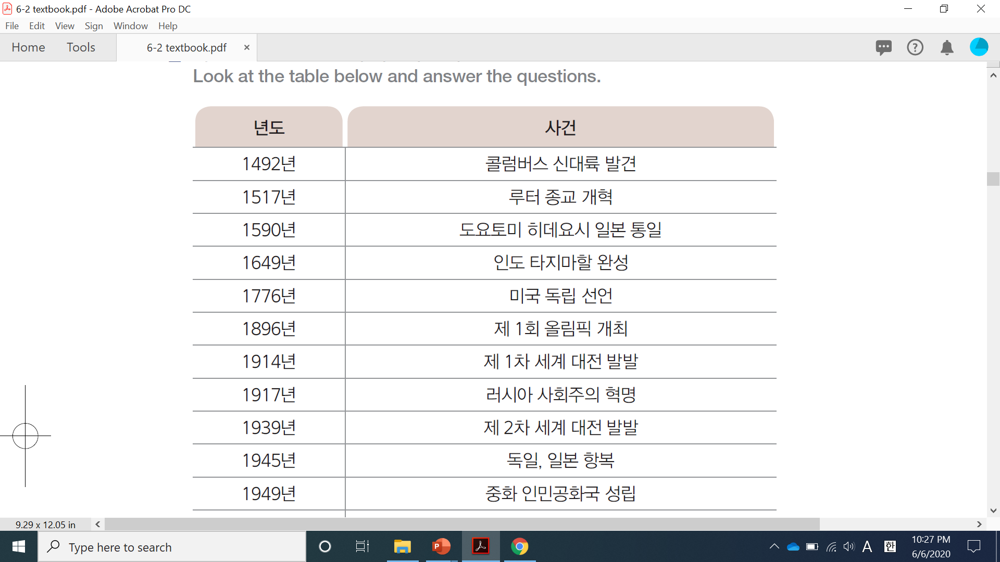 6-2 textbook.pdf - Adobe Acrobat Pro DC
File Edit View Sign Window Help
Home Tools 6-2 textbook.pdf ×
Look at the table below and answer the questions.
년도 사건
1492년 콜럼버스 신대륙 발견
1517년 루터 종교 개혁
1590년 도요토미 히데요시 일본 통일
1649년 인도 타지마할 완성
1776년 미국 독립 선언
1896년 제 1회 올림픽 개최
1914년 제 1차 세계 대전 발발
1917년 러시아 사회주의 혁명
1939년 제 2차 세계 대전 발발
1945년 독일, 일본 항복
1949년 중화 인민공화국 성립
9.29 x 12.05 in
Type here to search
A 한 10:27 PM
6/6/2020